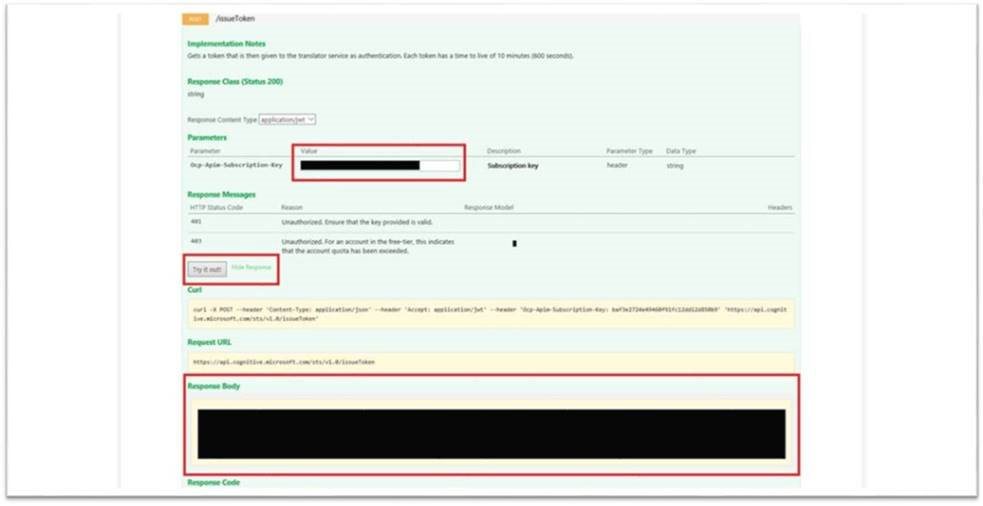 POST /issueToken
Implementation Notes
Gets a token that is then given to the translator service as authentication. Each token has a time to live of 10 minutes (600 seconds).
Response Class (Status 200)
string
Response Content Type application/jwt
Parameters
Parameter Value Description Parameter Type Data Type
Ocp-Apim-Subscription-Key Subscription key header string
Response Messages
HTTP Status Code Reason Response Model Headers
401 Unauthorized. Ensure that the key provided is valid.
403 Unauthorized. For an account in the free-tier, this indicates
that the account quota has been exceeded.
Try it out! Hide Response
Curl
curl -X POST --header 'Content-Type: application/json' --header 'Accept: application/jwt' --header 'Ocp-Apim-Subscription-Key: 'https://api.cognit
ive.microsoft.com/sts/v1.0/issueToken'
Request URL
https://api.cognitive.microsoft.com/sts/v1.0/issueToken
Response Body
Response Code